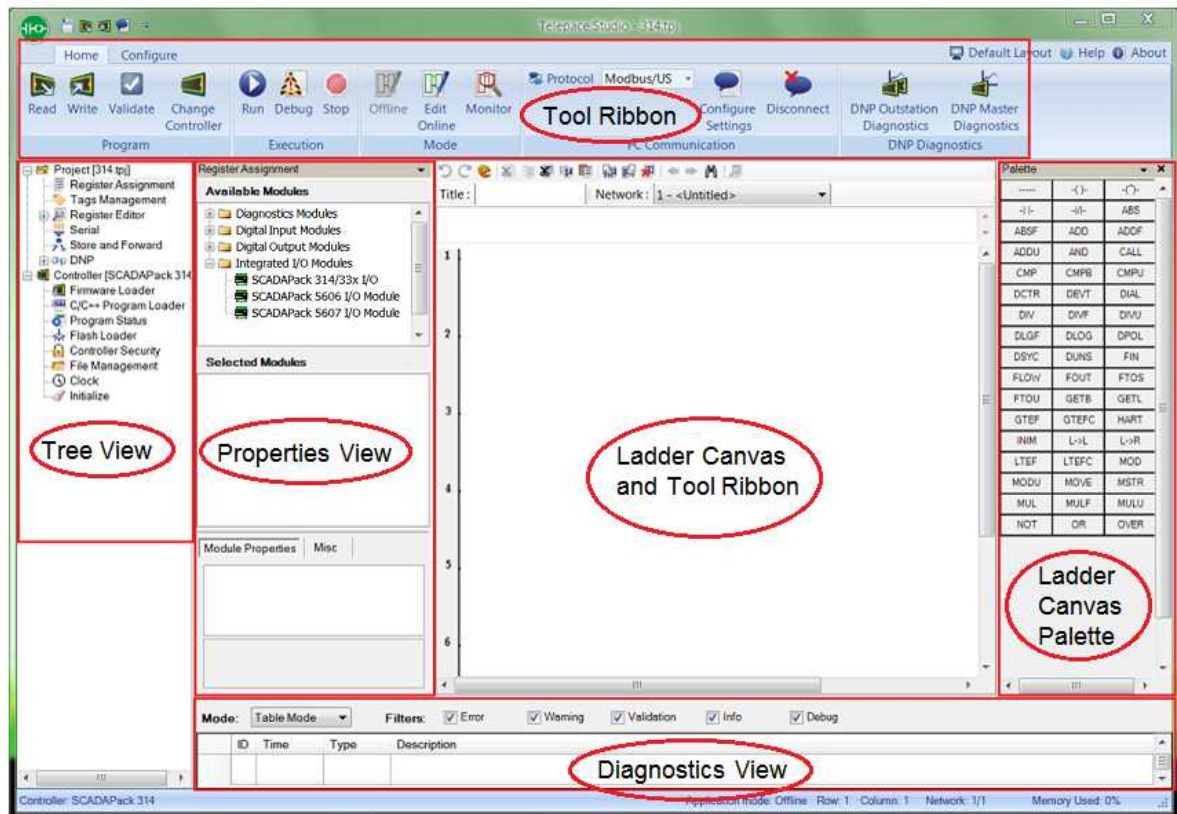 Telepace Studio - 314.tpj
Home Configure
Default Layout Help About
Read Write Validate Change Controller
Run Debug Stop
Offline Edit Online Monitor
Protocol Modbus/US
Configure Settings
Disconnect
DNP Outstation Diagnostics
DNP Master Diagnostics
Tool Ribbon
Program Execution Mode PC Communication DNP Diagnostics
Project [314.tpj]
Register Assignment
Tags Management
Register Editor
Serial
Store and Forward
DNP
Controller [SCADAPack 314
Firmware Loader
C/C++ Program Loader
Program Status
Flash Loader
Controller Security
File Management
Clock
Initialize
Tree View
Register Assignment
Available Modules
Diagnostics Modules
Digital Input Modules
Digital Output Modules
Integrated I/O Modules
SCADAPack 314/33x I/O
SCADAPack 5606 I/O Module
SCADAPack 5607 I/O Module
Selected Modules
Properties View
Module Properties Misc
Title : Network : 1 - <Untitled>
1
2
3
4
5
6
Ladder Canvas
and Tool Ribbon
Palette
----- -( )- -(^)-
-| |- -|/|- ABS
ABSF ADD ADDF
ADDU AND CALL
CMP CMPB CMPU
DCTR DEVT DIAL
DIV DIVF DIVU
DLGF DLOG DPOL
DSYC DUNS FIN
FLOW FOUT FTOS
FTOU GETB GETL
GTEF GTEFC HART
INIM L->L L->R
LTEF LTEFC MOD
MODU MOVE MSTR
MUL MULF MULU
NOT OR OVER
Ladder
Canvas
Palette
Mode: Table Mode Filters: Error Warning Validation Info Debug
ID Time Type Description
Diagnostics View
Controller: SCADAPack 314 Application mode: Offline Row: 1 Column: 1 Network: 1/1 Memory Used: 0%